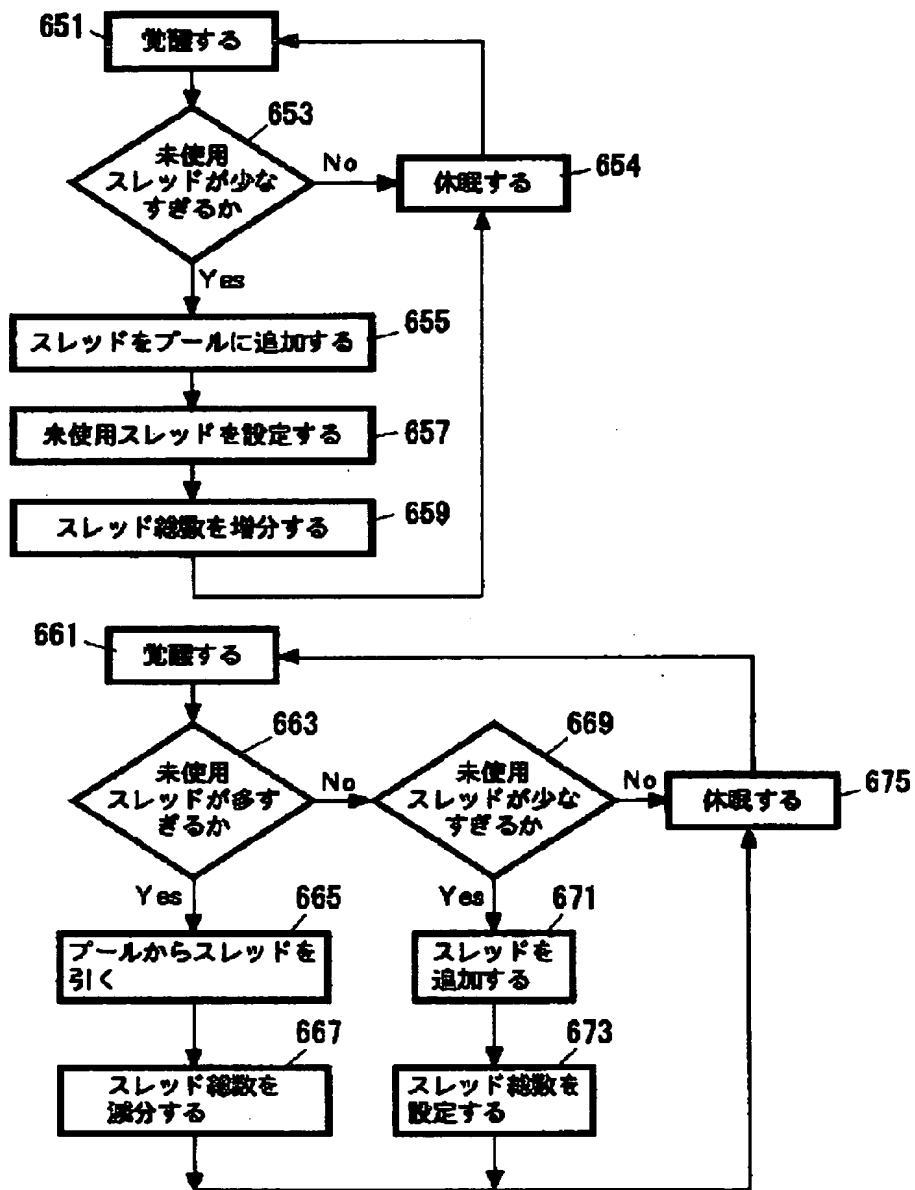 651
覚醒する
653
未使用
スレッドが少な
すぎるか
No
休眠する
654
Yes
スレッドをプールに追加する
655
未使用スレッドを設定する
657
スレッド総数を増分する
659
661
覚醒する
663
未使用
スレッドが多す
ぎるか
No
669
未使用
スレッドが少な
すぎるか
No
休眠する
675
Yes
665
プールからスレッドを
引く
Yes
671
スレッドを
追加する
667
スレッド総数を
減分する
673
スレッド総数を
設定する